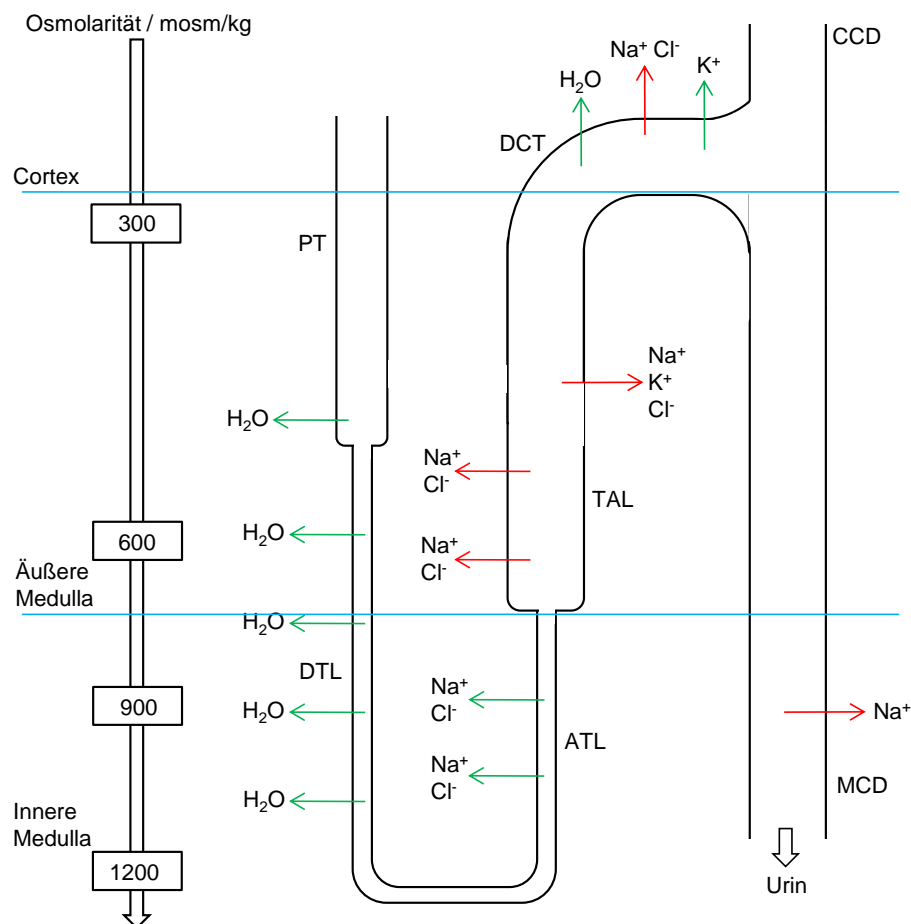 Osmolarität / mosm/kg
CCD
Na⁺ Cl⁻
K⁺
H₂O
DCT
Cortex
300
PT
Na⁺
K⁺
Cl⁻
H₂O
Na⁺
Cl⁻
TAL
600
H₂O
Na⁺
Cl⁻
Äußere
Medulla
H₂O
DTL
Na⁺
Cl⁻
900
H₂O
Na⁺
ATL
Na⁺
Cl⁻
MCD
H₂O
Innere
Medulla
1200
Urin